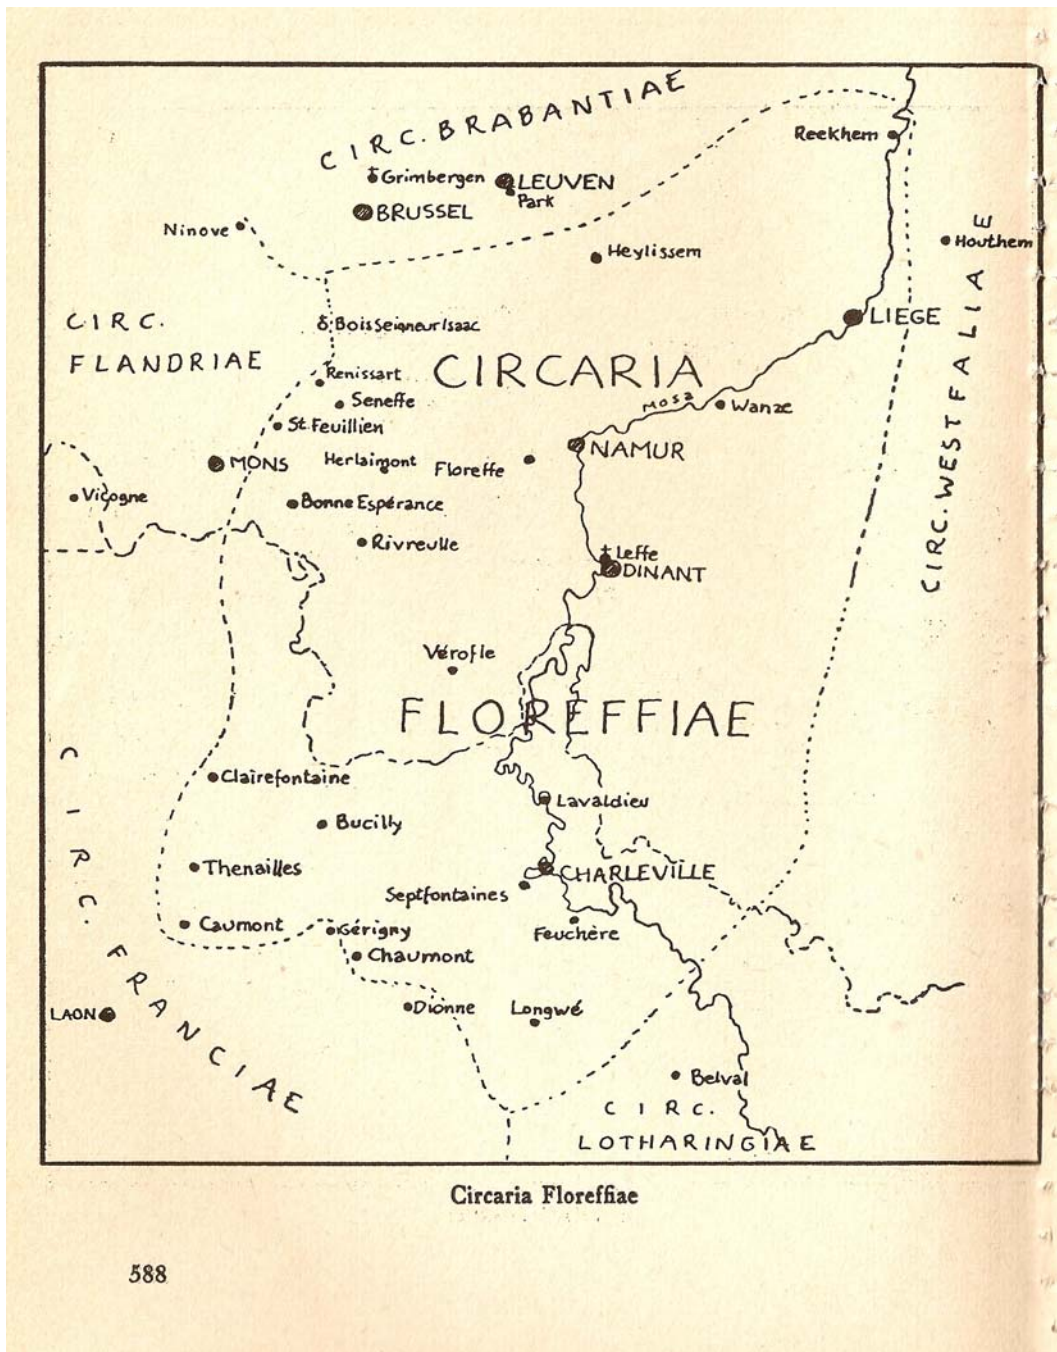 CIRC. BRABANTIAE
Reekhem
Grimbergen
LEUVEN
Park
BRUSSEL
Ninove
Houthem
Heylissem
CIRC.
FLANDRIAE
Bois Seigneur Isaac
LIEGE
CIRC. WESTFALIAE
Renissart
CIRCARIA
Seneffe
Mosa
Wanze
St Feuillien
MONS
Herlaimont
Floreffe
NAMUR
Vicogne
Bonne Espérance
Rivreulle
Leffe
DINANT
Vérofle
FLOREFFIAE
CIRC. FRANCIAE
Clairefontaine
Lavaldieu
Bucilly
Thenailles
CHARLEVILLE
Septfontaines
Caumont
Gérigny
Feuchère
Chaumont
LAON
Dionne
Longwé
Belval
CIRC.
LOTHARINGIAE
Circaria Floreffiae
588